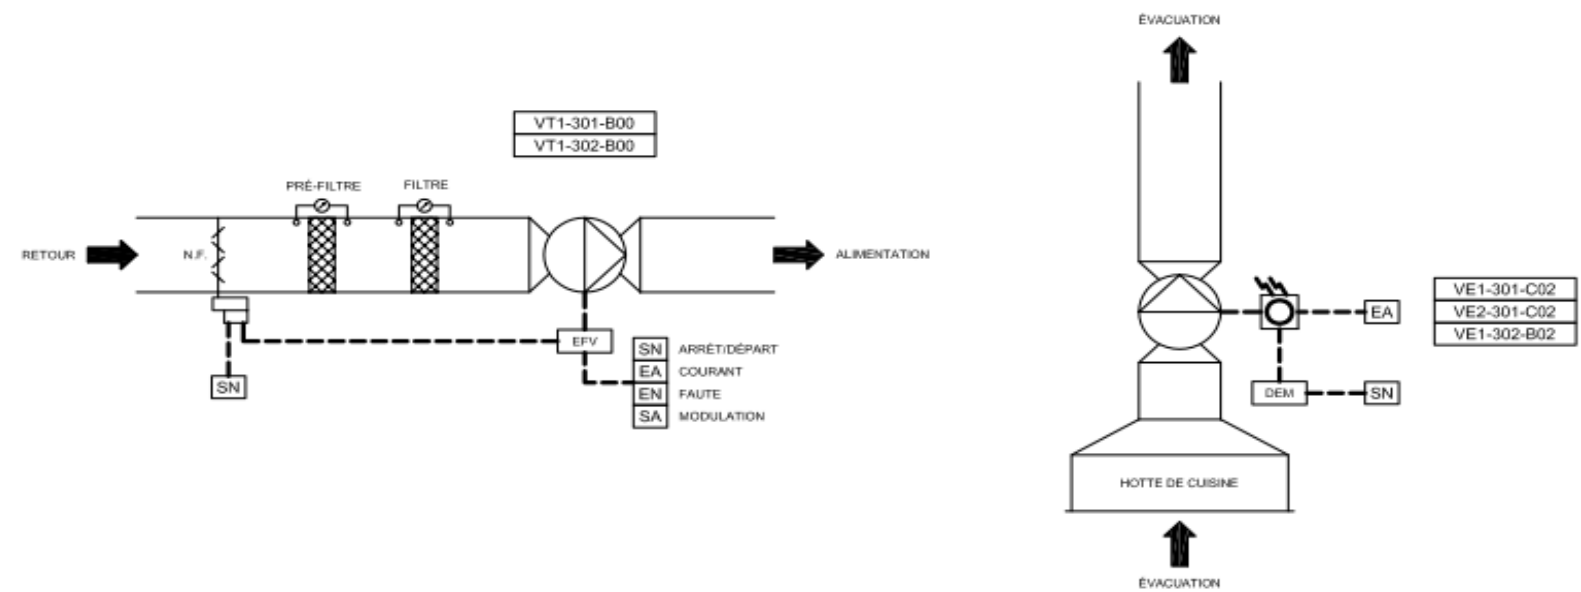 VT1-301-B00
VT1-302-B00
PRÉ-FILTRE
FILTRE
RETOUR
N.F.
ALIMENTATION
EFV
SN
SN ARRÊT/DÉPART
EA COURANT
EN FAUTE
SA MODULATION
ÉVACUATION
EA
VE1-301-C02
VE2-301-C02
VE1-302-B02
DEM
SN
HOTTE DE CUISINE
ÉVACUATION